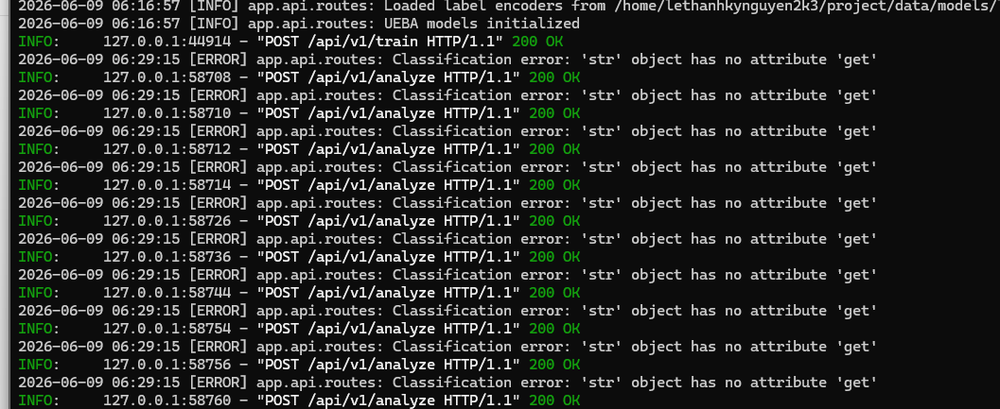 2026-06-09 06:16:57 [INFO] app.api.routes: Loaded label encoders from /home/lethanhkynguyen2k3/project/data/models/
2026-06-09 06:16:57 [INFO] app.api.routes: UEBA models initialized
INFO:     127.0.0.1:44914 - "POST /api/v1/train HTTP/1.1" 200 OK
2026-06-09 06:29:15 [ERROR] app.api.routes: Classification error: 'str' object has no attribute 'get'
INFO:     127.0.0.1:58708 - "POST /api/v1/analyze HTTP/1.1" 200 OK
2026-06-09 06:29:15 [ERROR] app.api.routes: Classification error: 'str' object has no attribute 'get'
INFO:     127.0.0.1:58710 - "POST /api/v1/analyze HTTP/1.1" 200 OK
2026-06-09 06:29:15 [ERROR] app.api.routes: Classification error: 'str' object has no attribute 'get'
INFO:     127.0.0.1:58712 - "POST /api/v1/analyze HTTP/1.1" 200 OK
2026-06-09 06:29:15 [ERROR] app.api.routes: Classification error: 'str' object has no attribute 'get'
INFO:     127.0.0.1:58714 - "POST /api/v1/analyze HTTP/1.1" 200 OK
2026-06-09 06:29:15 [ERROR] app.api.routes: Classification error: 'str' object has no attribute 'get'
INFO:     127.0.0.1:58726 - "POST /api/v1/analyze HTTP/1.1" 200 OK
2026-06-09 06:29:15 [ERROR] app.api.routes: Classification error: 'str' object has no attribute 'get'
INFO:     127.0.0.1:58736 - "POST /api/v1/analyze HTTP/1.1" 200 OK
2026-06-09 06:29:15 [ERROR] app.api.routes: Classification error: 'str' object has no attribute 'get'
INFO:     127.0.0.1:58744 - "POST /api/v1/analyze HTTP/1.1" 200 OK
2026-06-09 06:29:15 [ERROR] app.api.routes: Classification error: 'str' object has no attribute 'get'
INFO:     127.0.0.1:58754 - "POST /api/v1/analyze HTTP/1.1" 200 OK
2026-06-09 06:29:15 [ERROR] app.api.routes: Classification error: 'str' object has no attribute 'get'
INFO:     127.0.0.1:58756 - "POST /api/v1/analyze HTTP/1.1" 200 OK
2026-06-09 06:29:15 [ERROR] app.api.routes: Classification error: 'str' object has no attribute 'get'
INFO:     127.0.0.1:58760 - "POST /api/v1/analyze HTTP/1.1" 200 OK